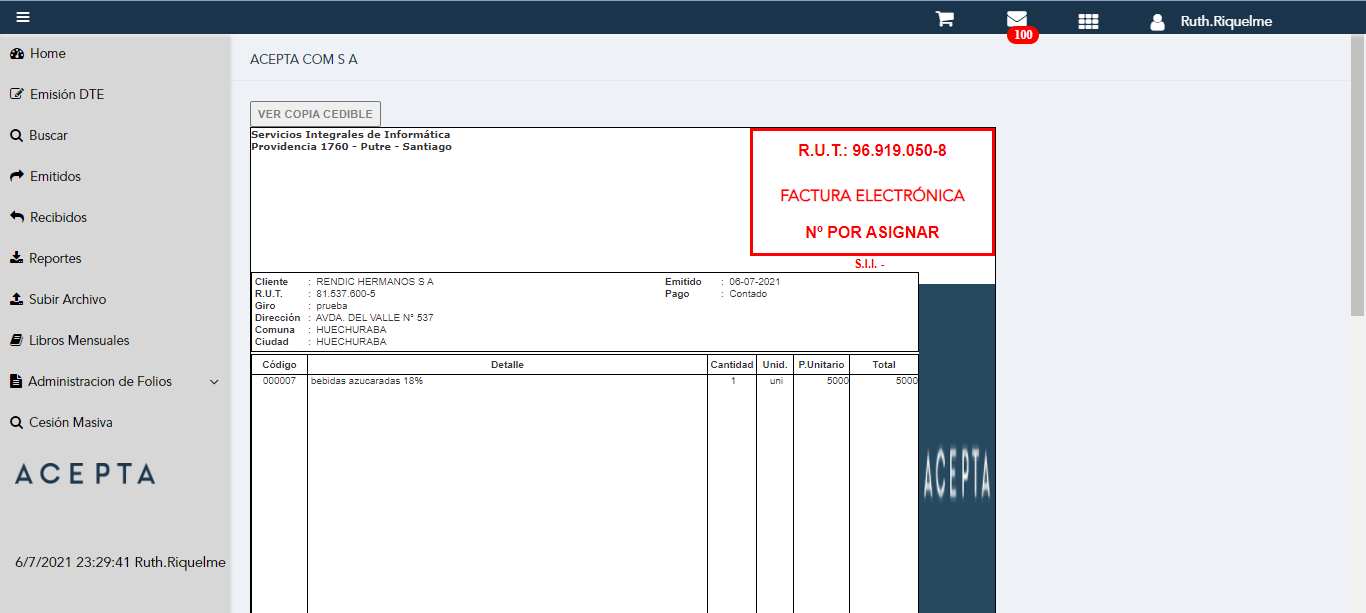 Ruth.Riquelme
100
Home
Emisión DTE
Buscar
Emitidos
Recibidos
Reportes
Subir Archivo
Libros Mensuales
Administracion de Folios
Cesión Masiva
ACEPTA
6/7/2021 23:29:41 Ruth.Riquelme
ACEPTA COM S A
VER COPIA CEDIBLE
Servicios Integrales de Informática
Providencia 1760 - Putre - Santiago
R.U.T.: 96.919.050-8
FACTURA ELECTRÓNICA
Nº POR ASIGNAR
S.I.I. -
Cliente : RENDIC HERMANOS S A Emitido : 06-07-2021
R.U.T. : 81.537.600-5 Pago : Contado
Giro : prueba
Dirección : AVDA. DEL VALLE N° 537
Comuna : HUECHURABA
Ciudad : HUECHURABA
Código Detalle Cantidad Unid. P.Unitario Total
000007 bebidas azucaradas 18% 1 uni 5000 5000
ACEPTA